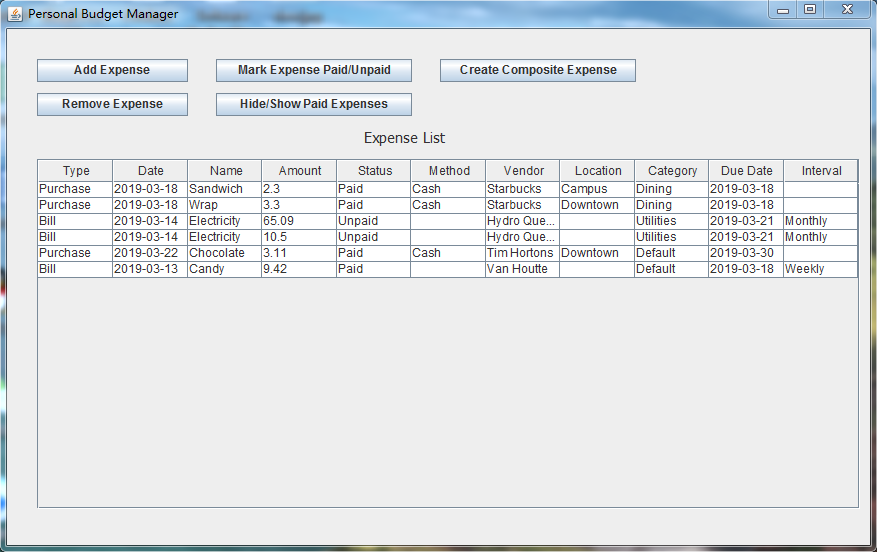 Personal Budget Manager
Add Expense Mark Expense Paid/Unpaid Create Composite Expense
Remove Expense Hide/Show Paid Expenses
Expense List
Type Date Name Amount Status Method Vendor Location Category Due Date Interval
Purchase 2019-03-18 Sandwich 2.3 Paid Cash Starbucks Campus Dining 2019-03-18
Purchase 2019-03-18 Wrap 3.3 Paid Cash Starbucks Downtown Dining 2019-03-18
Bill 2019-03-14 Electricity 65.09 Unpaid Hydro Que... Utilities 2019-03-21 Monthly
Bill 2019-03-14 Electricity 10.5 Unpaid Hydro Que... Utilities 2019-03-21 Monthly
Purchase 2019-03-22 Chocolate 3.11 Paid Cash Tim Hortons Downtown Default 2019-03-30
Bill 2019-03-13 Candy 9.42 Paid Van Houtte Default 2019-03-18 Weekly